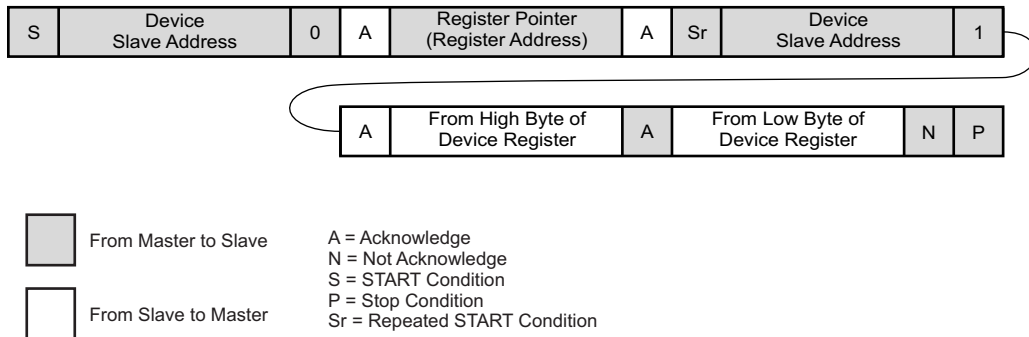 S Device Slave Address 0 A Register Pointer (Register Address) A Sr Device Slave Address 1
A From High Byte of Device Register A From Low Byte of Device Register N P
From Master to Slave
From Slave to Master
A = Acknowledge
N = Not Acknowledge
S = START Condition
P = Stop Condition
Sr = Repeated START Condition